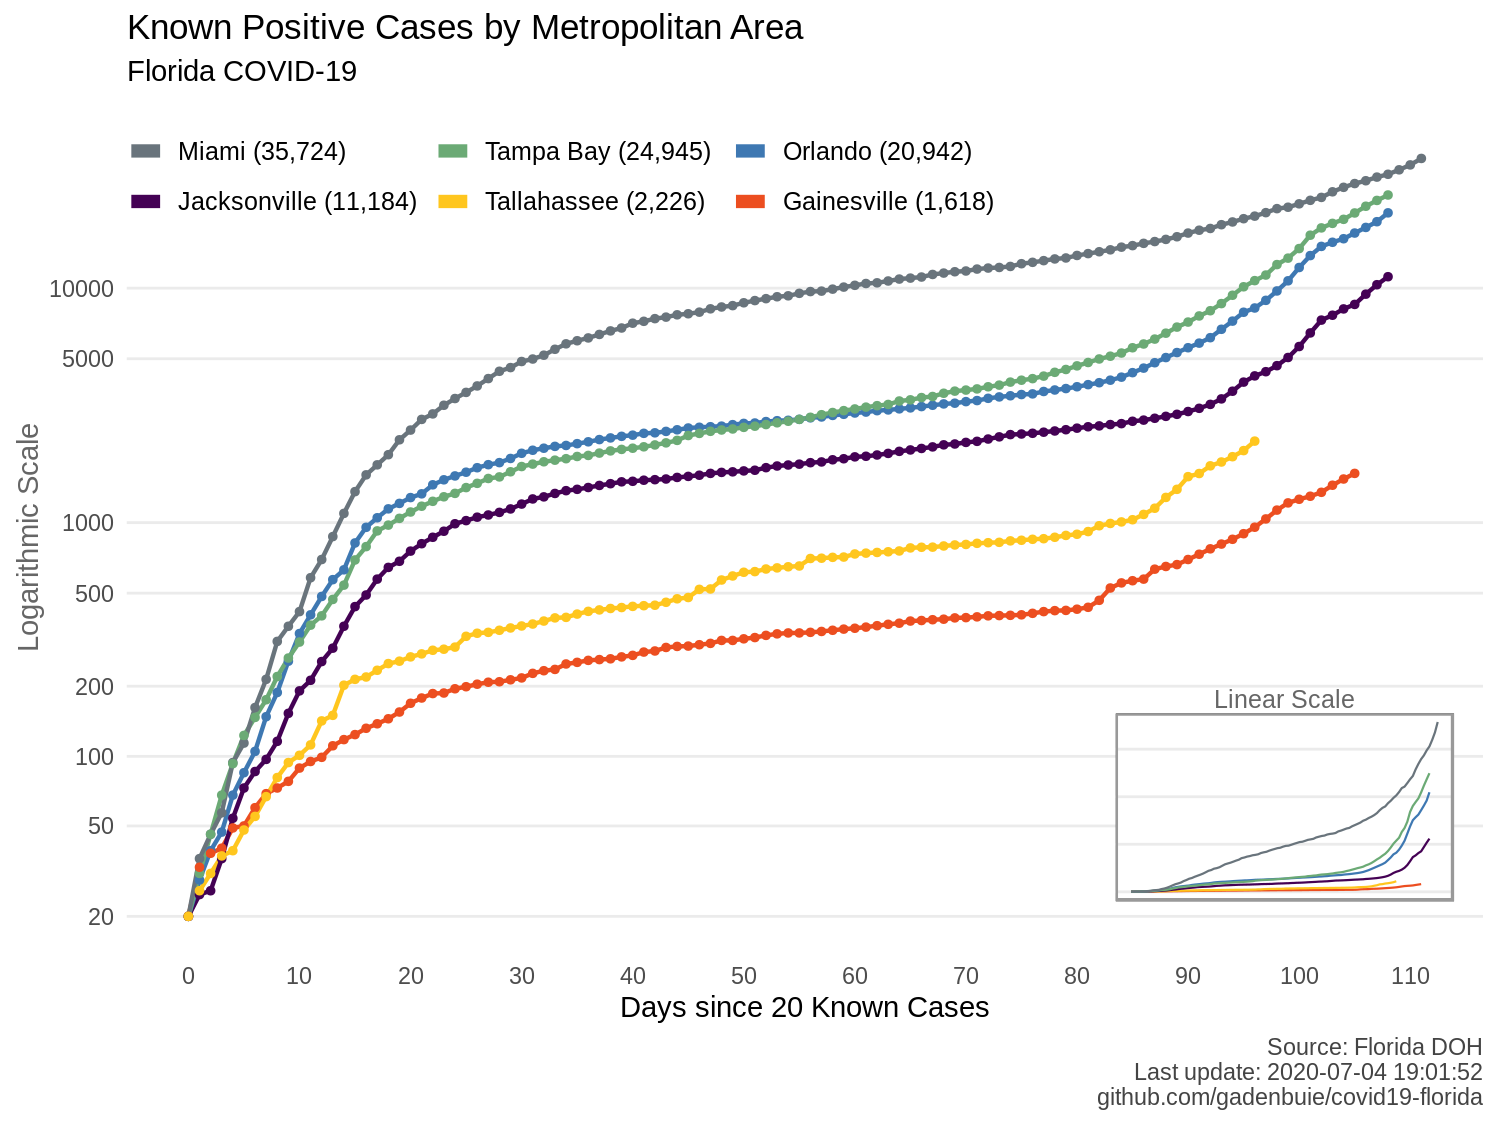 Known Positive Cases by Metropolitan Area
Florida COVID-19
Miami (35,724) Tampa Bay (24,945) Orlando (20,942)
Jacksonville (11,184) Tallahassee (2,226) Gainesville (1,618)
Logarithmic Scale
10000
5000
1000
500
200
100
50
20
Linear Scale
0 10 20 30 40 50 60 70 80 90 100 110
Days since 20 Known Cases
Source: Florida DOH
Last update: 2020-07-04 19:01:52
github.com/gadenbuie/covid19-florida